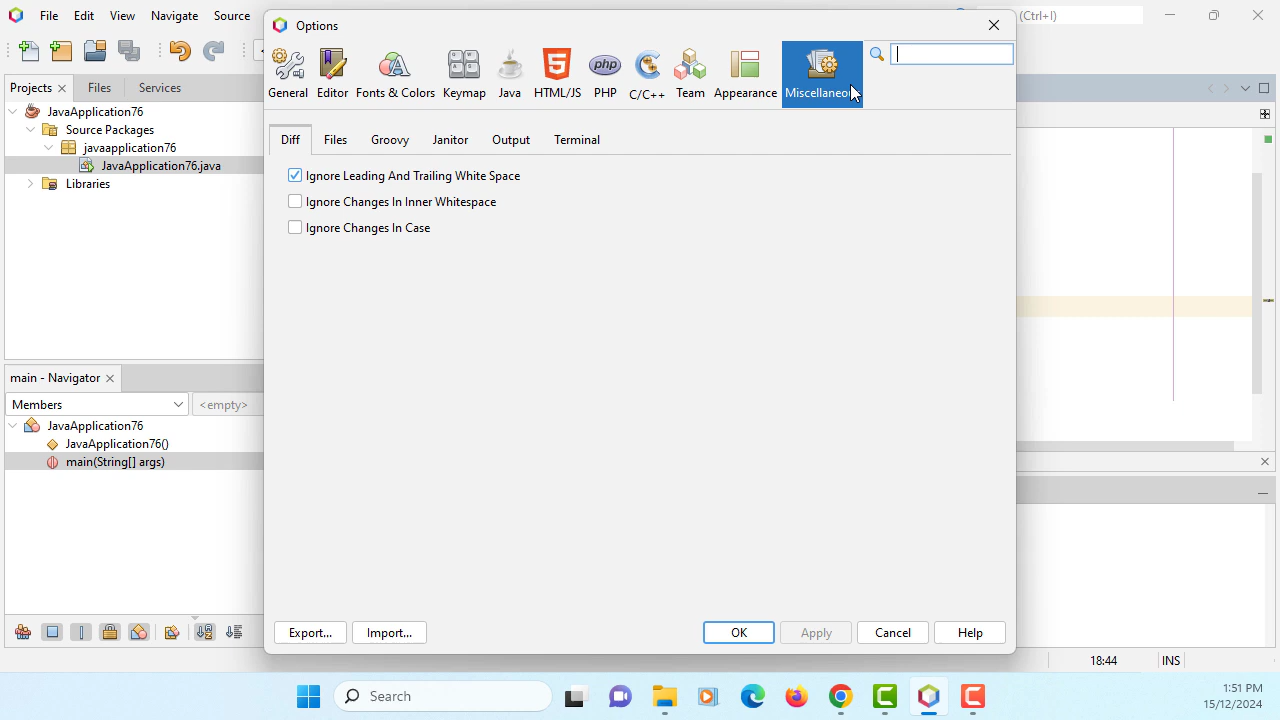 File Edit View Navigate Source
Options
(Ctrl+I)
General Editor Fonts & Colors Keymap Java HTML/JS PHP C/C++ Team Appearance
Projects Files Services
JavaApplication76
Source Packages
javaapplication76
JavaApplication76.java
Libraries
Diff Files Groovy Janitor Output Terminal
Ignore Leading And Trailing White Space
Ignore Changes In Inner Whitespace
Ignore Changes In Case
main - Navigator
Members <empty>
JavaApplication76
JavaApplication76()
main(String[] args)
Export... Import... OK Apply Cancel Help
18:44 INS
Search
1:51 PM
15/12/2024